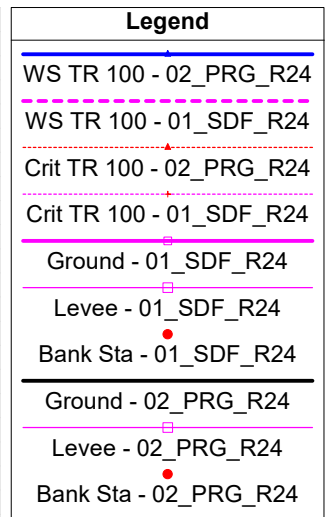 Legend
WS TR 100 - 02_PRG_R24
WS TR 100 - 01_SDF_R24
Crit TR 100 - 02_PRG_R24
Crit TR 100 - 01_SDF_R24
Ground - 01_SDF_R24
Levee - 01_SDF_R24
Bank Sta - 01_SDF_R24
Ground - 02_PRG_R24
Levee - 02_PRG_R24
Bank Sta - 02_PRG_R24